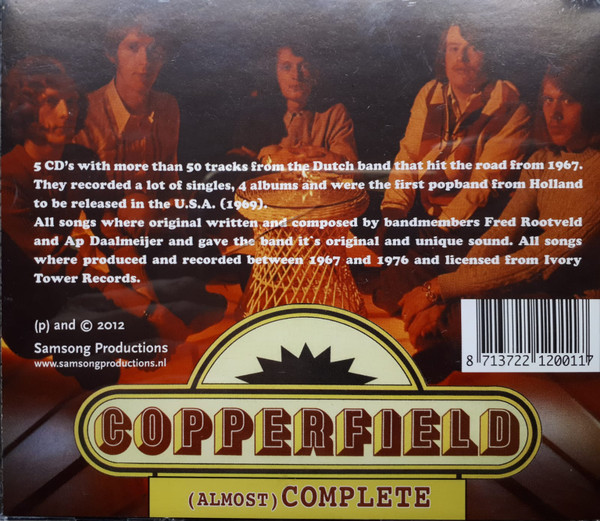 5 CD's with more than 50 tracks from the Dutch band that hit the road from 1967.
They recorded a lot of singles, 4 albums and were the first popband from Holland
to be released in the U.S.A. (1969).
All songs where original written and composed by bandmembers Fred Rootveld
and Ap Daalmeijer and gave the band it's original and unique sound. All songs
where produced and recorded between 1967 and 1976 and licensed from Ivory
Tower Records.
(p) and © 2012
Samsong Productions
www.samsongproductions.nl
8 713722 120011
COPPERFIELD
(ALMOST) COMPLETE